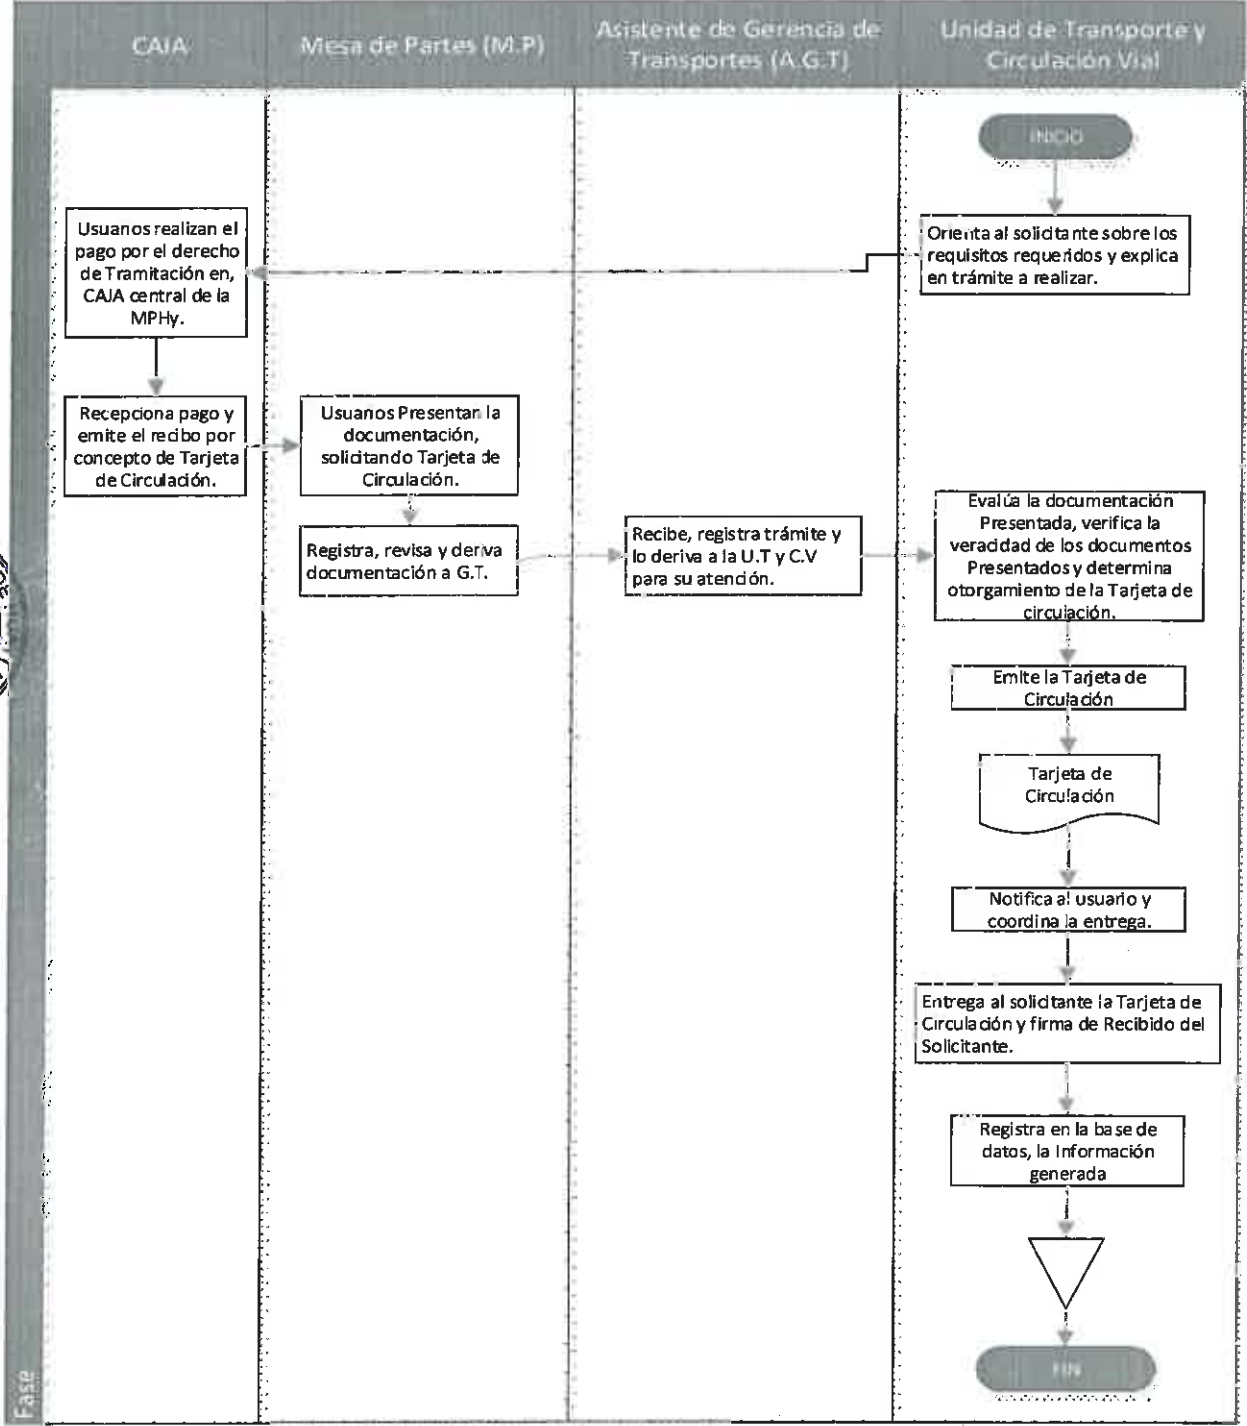 CAJA
Mesa de Partes (M.P)
Asistente de Gerencia de
Transportes (A.G.T)
Unidad de Transporte y
Circulación Vial
INICIO
Orienta al solicitante sobre los
requisitos requeridos y explica
en trámite a realizar.
Usuarios realizan el
pago por el derecho
de Tramitación en,
CAJA central de la
MPHy.
Recepciona pago y
emite el recibo por
concepto de Tarjeta
de Circulación.
Usuarios Presentan la
documentación,
solicitando Tarjeta de
Circulación.
Registra, revisa y deriva
documentación a G.T.
Recibe, registra trámite y
lo deriva a la U.T y C.V
para su atención.
Evalúa la documentación
Presentada, verifica la
veracidad de los documentos
Presentados y determina
otorgamiento de la Tarjeta de
circulación.
Emite la Tarjeta de
Circulación
Tarjeta de
Circulación
Notifica al usuario y
coordina la entrega.
Entrega al solicitante la Tarjeta de
Circulación y firma de Recibido del
Solicitante.
Registra en la base de
datos, la Información
generada
FIN
Fase